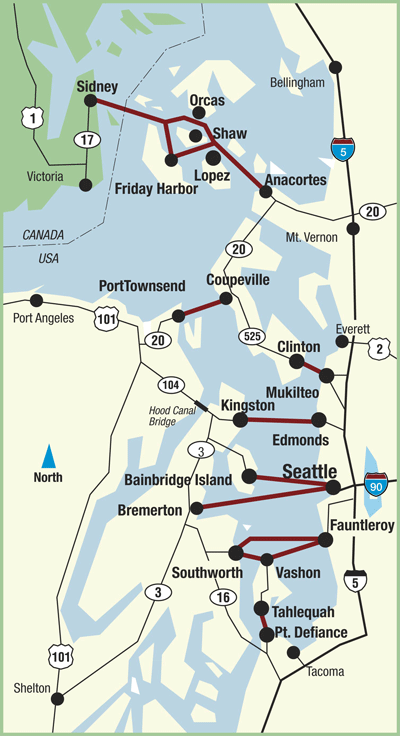 Sidney
Bellingham
1
Orcas
17
Shaw
5
Victoria
Lopez
Friday Harbor
Anacortes
20
CANADA
USA
20
Mt. Vernon
Coupeville
PortTownsend
101
Port Angeles
20
525
Everett
Clinton
2
104
Mukilteo
Hood Canal
Bridge
Kingston
Edmonds
3
North
Bainbridge Island
Seattle
90
Bremerton
Fauntleroy
Southworth
Vashon
5
3
16
Tahlequah
Pt. Defiance
101
Tacoma
Shelton